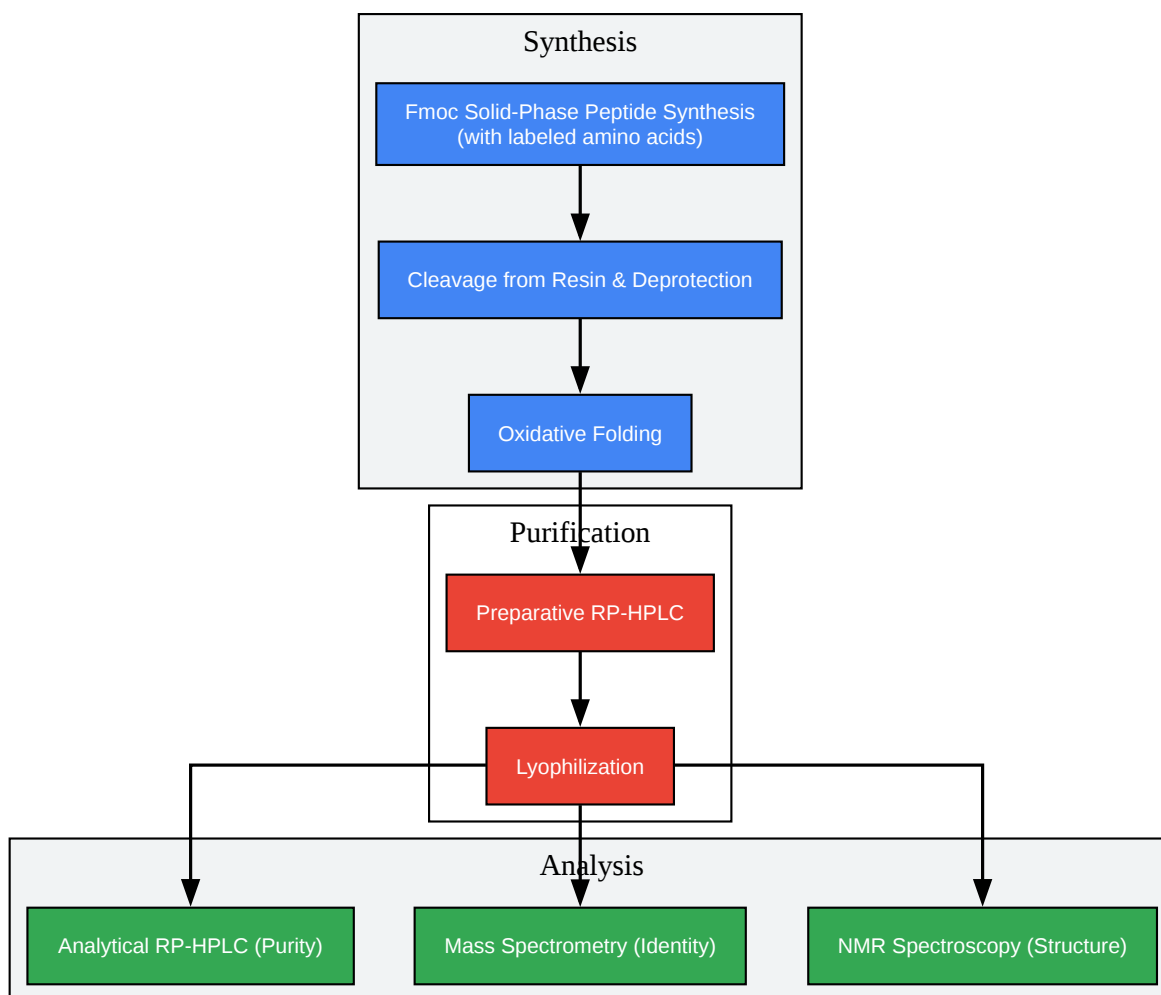 Synthesis
Fmoc Solid-Phase Peptide Synthesis
(with labeled amino acids)
Cleavage from Resin & Deprotection
Oxidative Folding
Purification
Preparative RP-HPLC
Lyophilization
Analysis
Analytical RP-HPLC (Purity)
Mass Spectrometry (Identity)
NMR Spectroscopy (Structure)